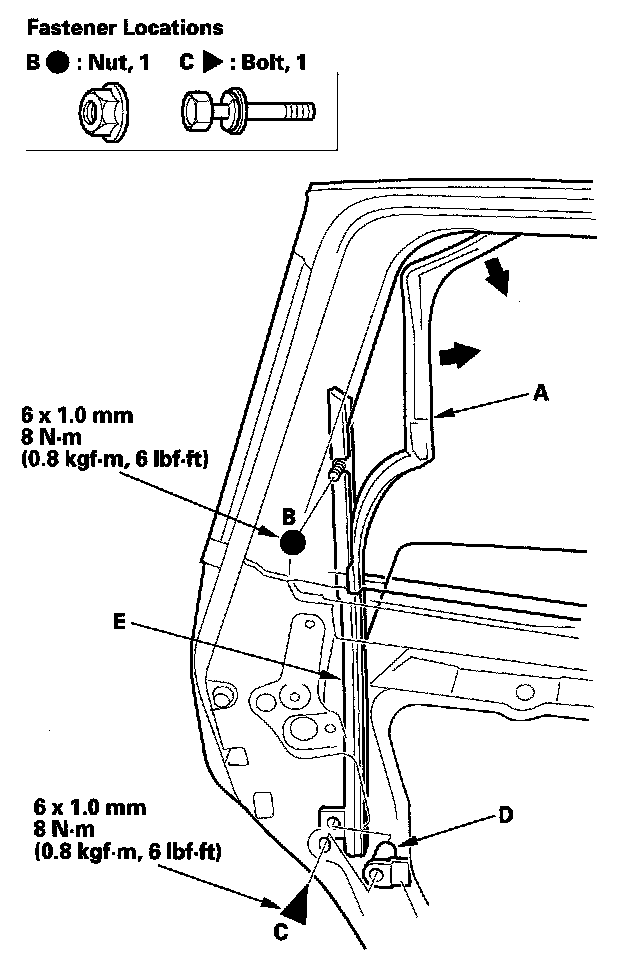 Fastener Locations
B ● : Nut, 1 C ▶ : Bolt, 1
A
6 x 1.0 mm
8 N·m
(0.8 kgf·m, 6 lbf·ft)
B
E
6 x 1.0 mm
8 N·m
(0.8 kgf·m, 6 lbf·ft)
D
C